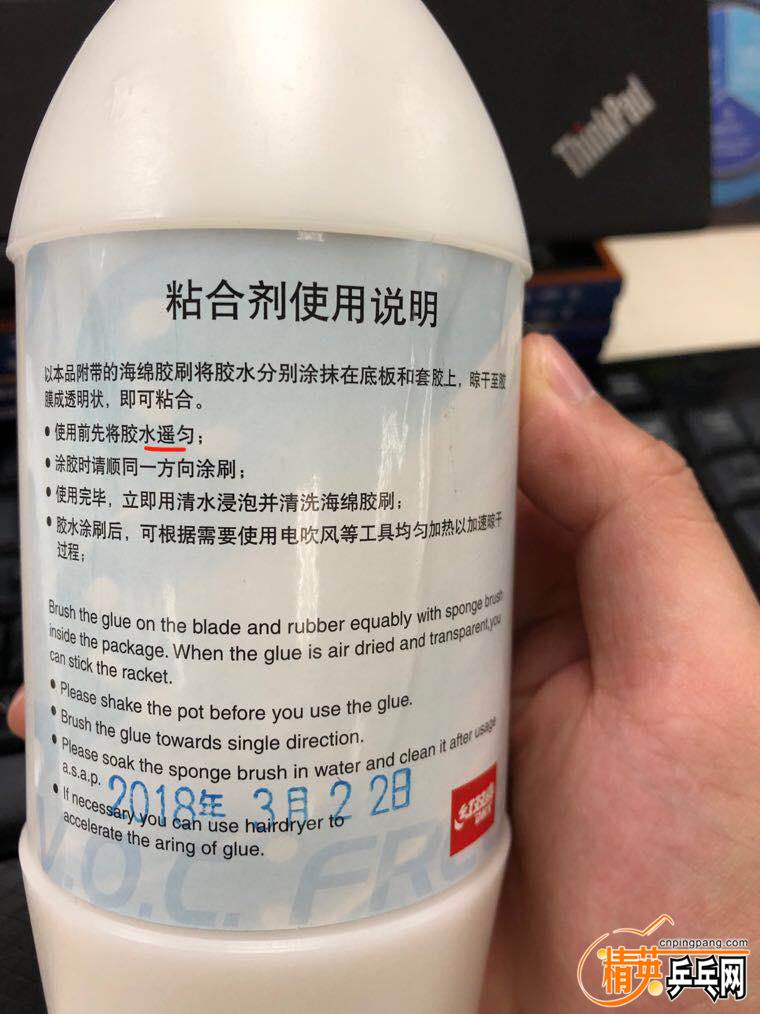 ThinkPad
粘合剂使用说明
以本品附带的海绵胶刷将胶水分别涂抹在底板和套胶上，晾干至胶
膜成透明状，即可粘合。
• 使用前先将胶水遥匀；
• 涂胶时请顺同一方向涂刷；
• 使用完毕，立即用清水浸泡并清洗海绵胶刷；
• 胶水涂刷后，可根据需要使用电吹风等工具均匀加热以加速晾干
过程；
Brush the glue on the blade and rubber equably with sponge brush
inside the package. When the glue is air dried and transparent,you
can stick the racket.
• Please shake the pot before you use the glue.
• Brush the glue towards single direction.
• Please soak the sponge brush in water and clean it after usage
a.s.a.p.
2018年 3月22日
• If necessary,you can use hairdryer to
accelerate the aring of glue.
红双喜
DHS
V.O.C. FRE
cnpingpang.com
精英乒乓网